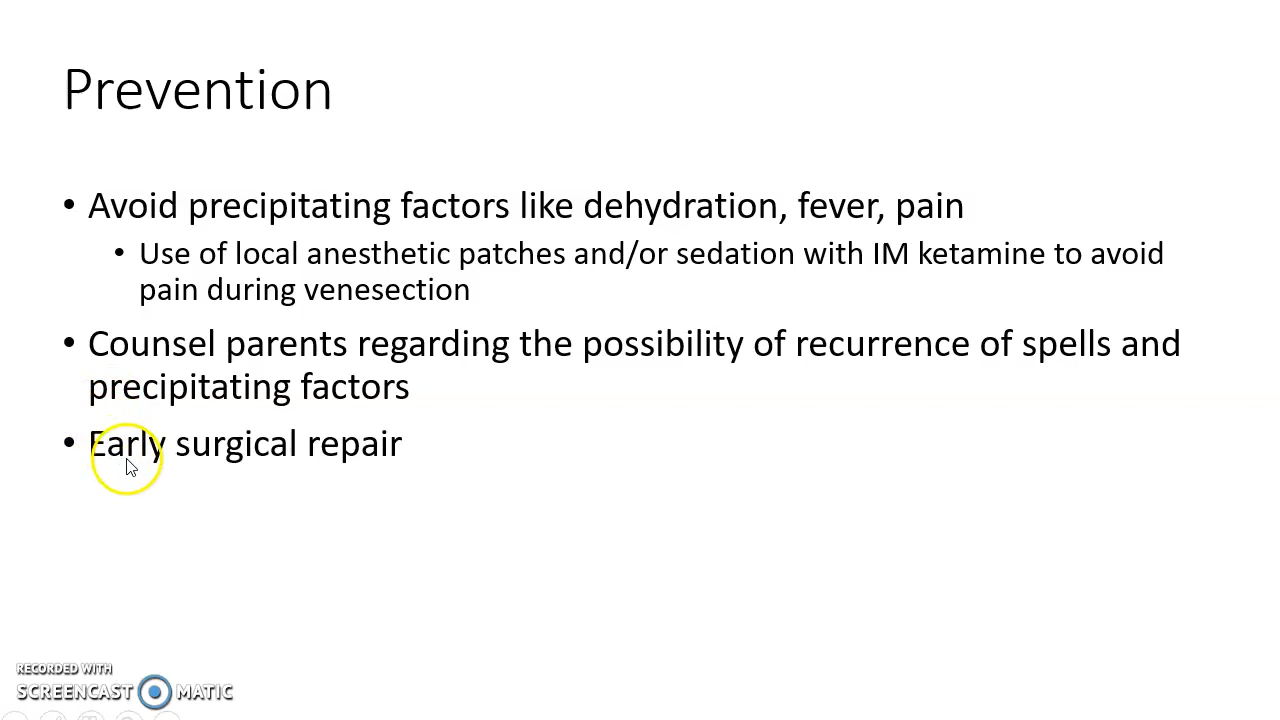 Prevention
• Avoid precipitating factors like dehydration, fever, pain
• Use of local anesthetic patches and/or sedation with IM ketamine to avoid
pain during venesection
• Counsel parents regarding the possibility of recurrence of spells and
precipitating factors
• Early surgical repair
RECORDED WITH
SCREENCAST MATIC